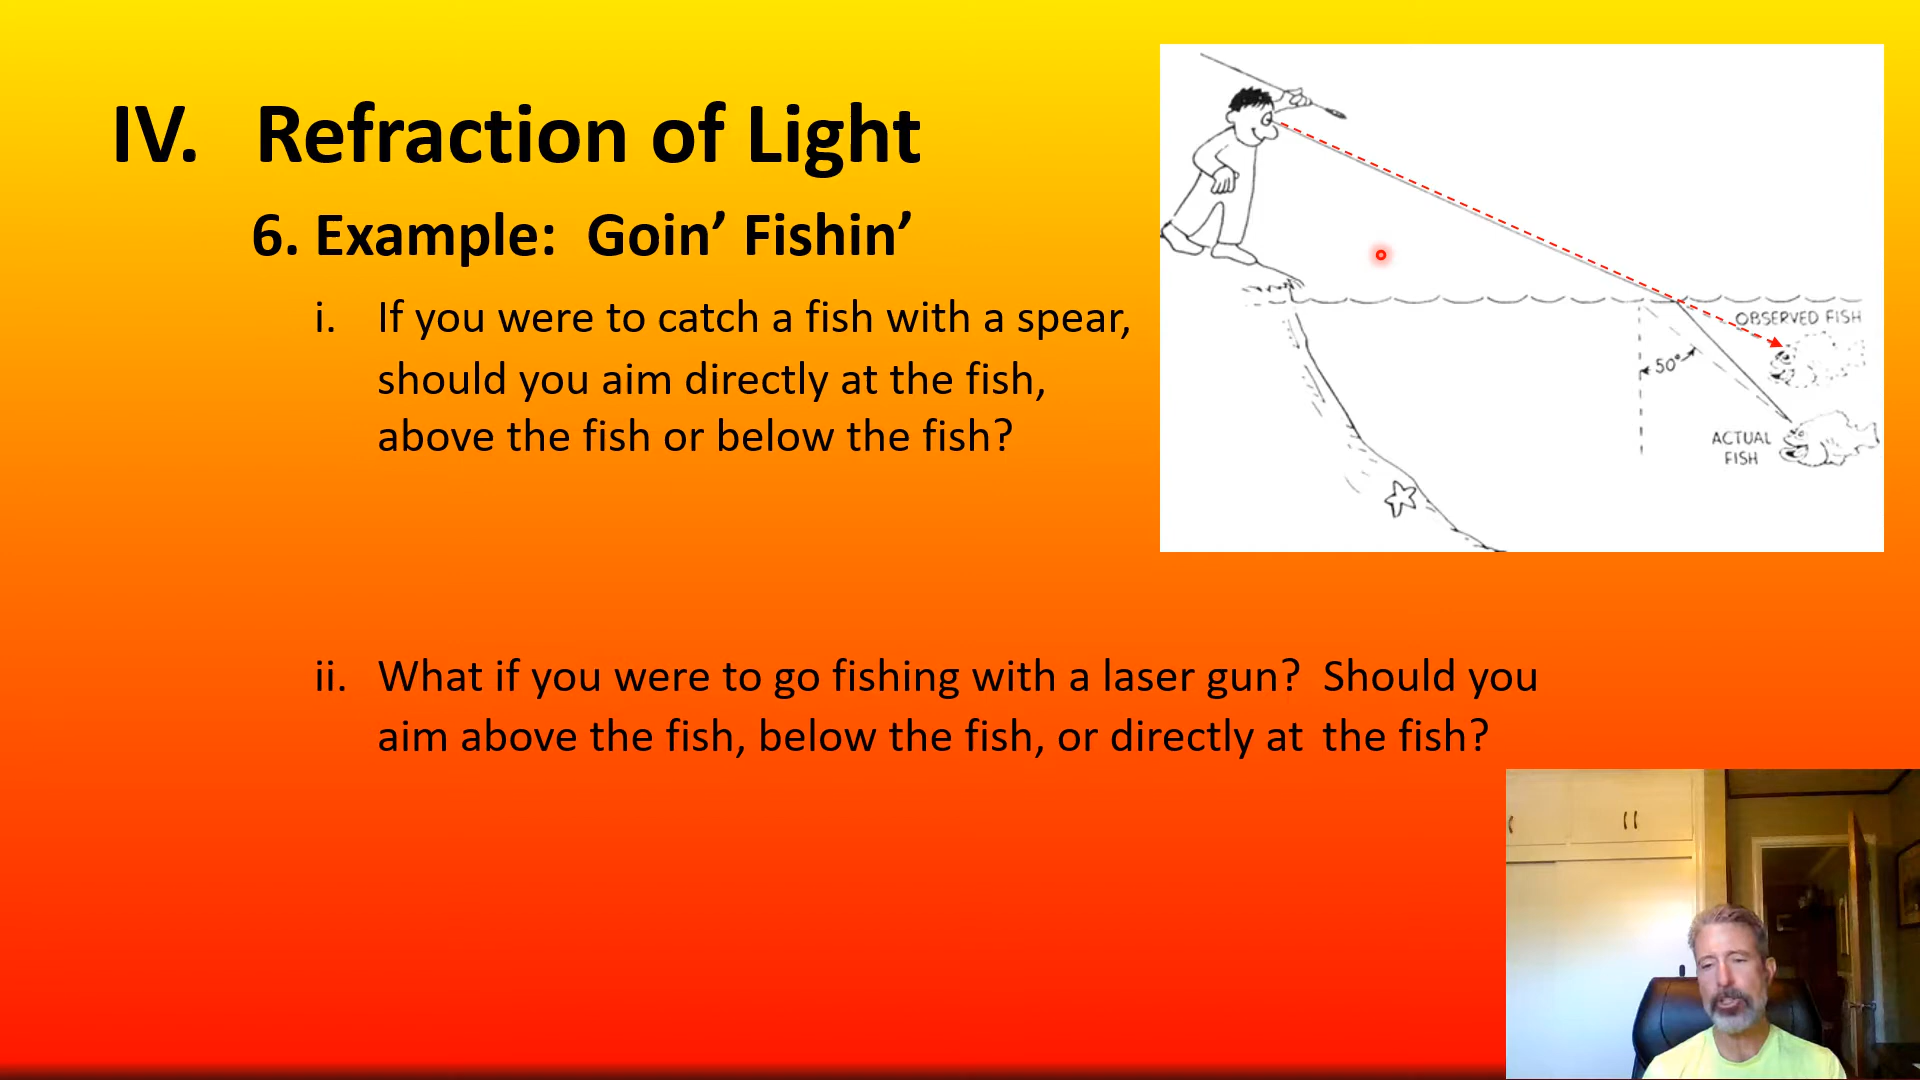 IV. Refraction of Light
6. Example: Goin’ Fishin’
i. If you were to catch a fish with a spear,
should you aim directly at the fish,
above the fish or below the fish?
OBSERVED FISH
50°
ACTUAL
FISH
ii. What if you were to go fishing with a laser gun? Should you
aim above the fish, below the fish, or directly at the fish?